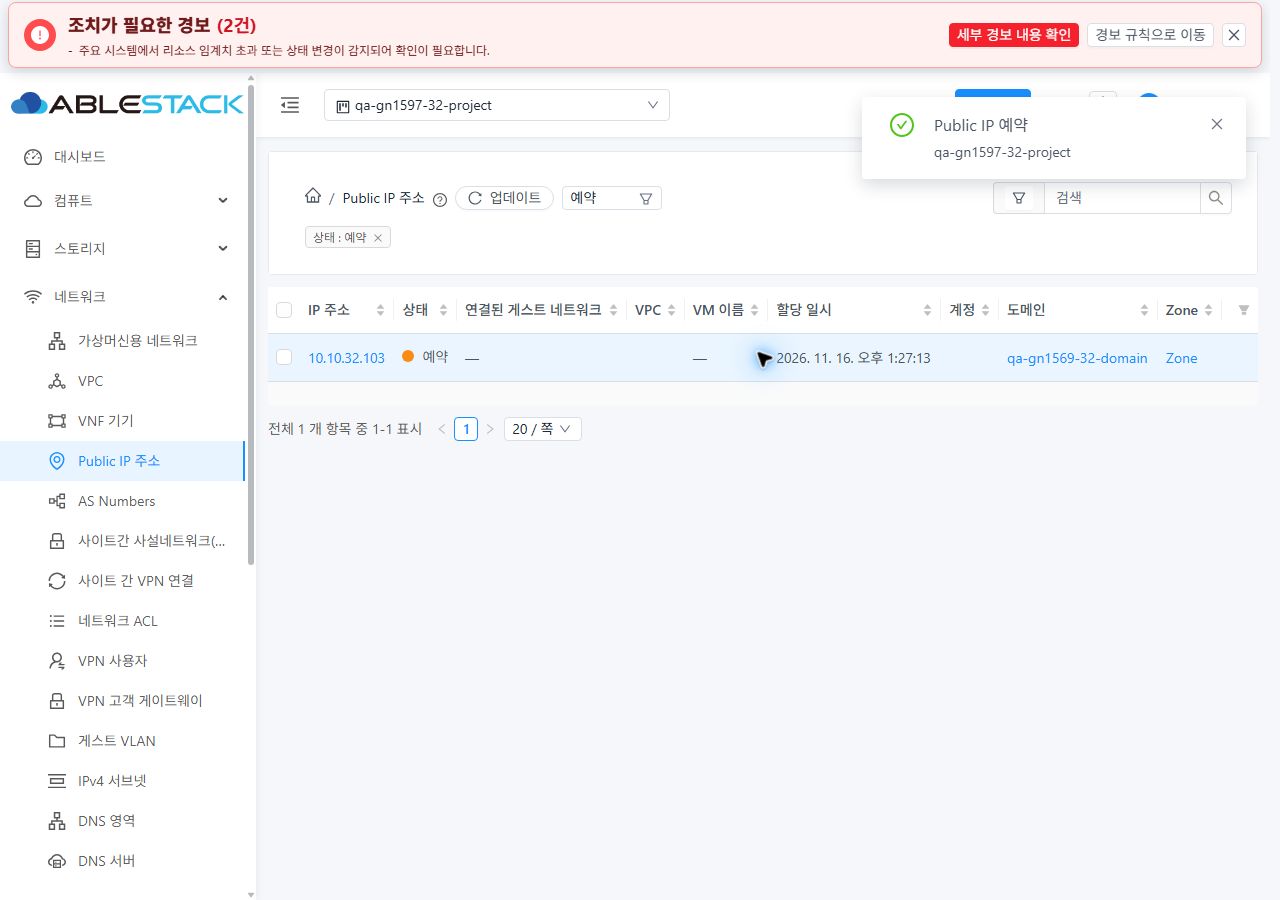 조치가 필요한 경보 (2건)
- 주요 시스템에서 리소스 임계치 초과 또는 상태 변경이 감지되어 확인이 필요합니다.
세부 경보 내용 확인
경보 규칙으로 이동
ABLESTACK
qa-gn1597-32-project
Public IP 예약
qa-gn1597-32-project
대시보드
컴퓨트
스토리지
네트워크
가상머신용 네트워크
VPC
VNF 기기
Public IP 주소
AS Numbers
사이트간 사설네트워크(...
사이트 간 VPN 연결
네트워크 ACL
VPN 사용자
VPN 고객 게이트웨이
게스트 VLAN
IPv4 서브넷
DNS 영역
DNS 서버
/ Public IP 주소
업데이트
예약
검색
상태 : 예약
IP 주소 상태 연결된 게스트 네트워크 VPC VM 이름 할당 일시 계정 도메인 Zone
10.10.32.103 예약 — — 2026. 11. 16. 오후 1:27:13 qa-gn1569-32-domain Zone
전체 1 개 항목 중 1-1 표시 < 1 > 20 / 쪽